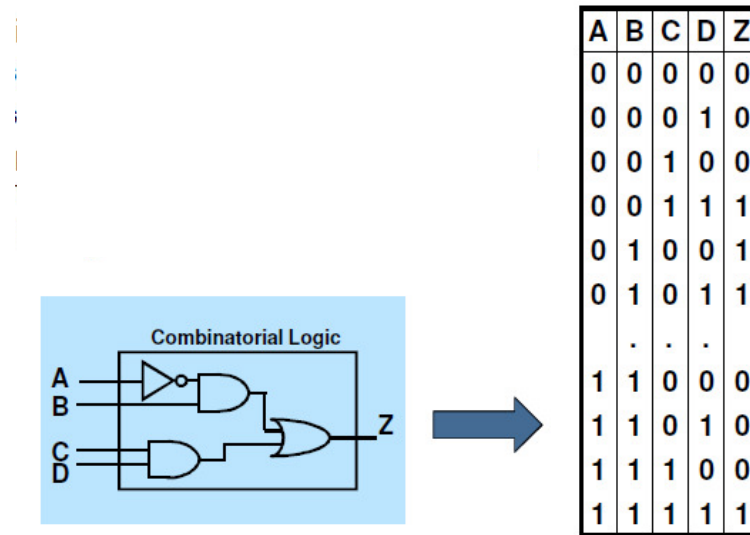 A B C D Z
0 0 0 0 0
0 0 0 1 0
0 0 1 0 0
0 0 1 1 1
0 1 0 0 1
0 1 0 1 1
. . .
1 1 0 0 0
1 1 0 1 0
1 1 1 0 0
1 1 1 1 1
Combinatorial Logic
A
B
C
D
Z